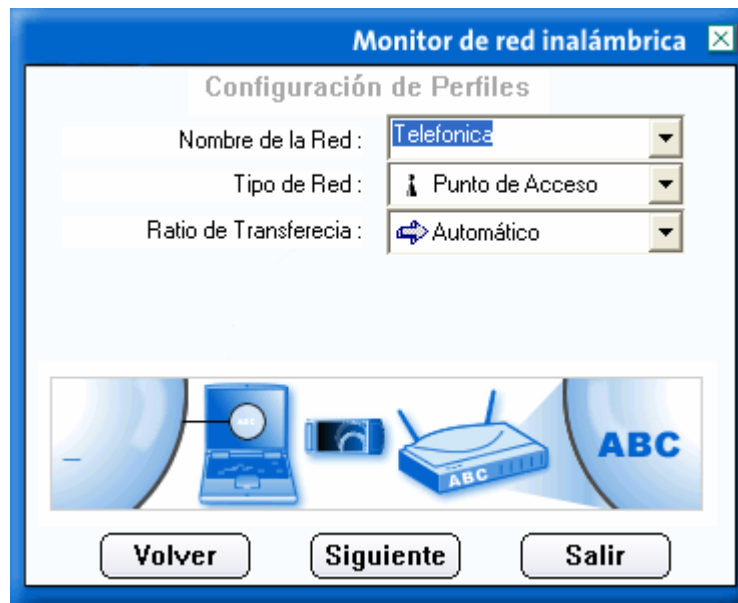 Monitor de red inalámbrica
Configuración de Perfiles
Nombre de la Red : Telefonica
Tipo de Red : Punto de Acceso
Ratio de Transferecia : Automático
ABC
ABC
ABC
Volver Siguiente Salir